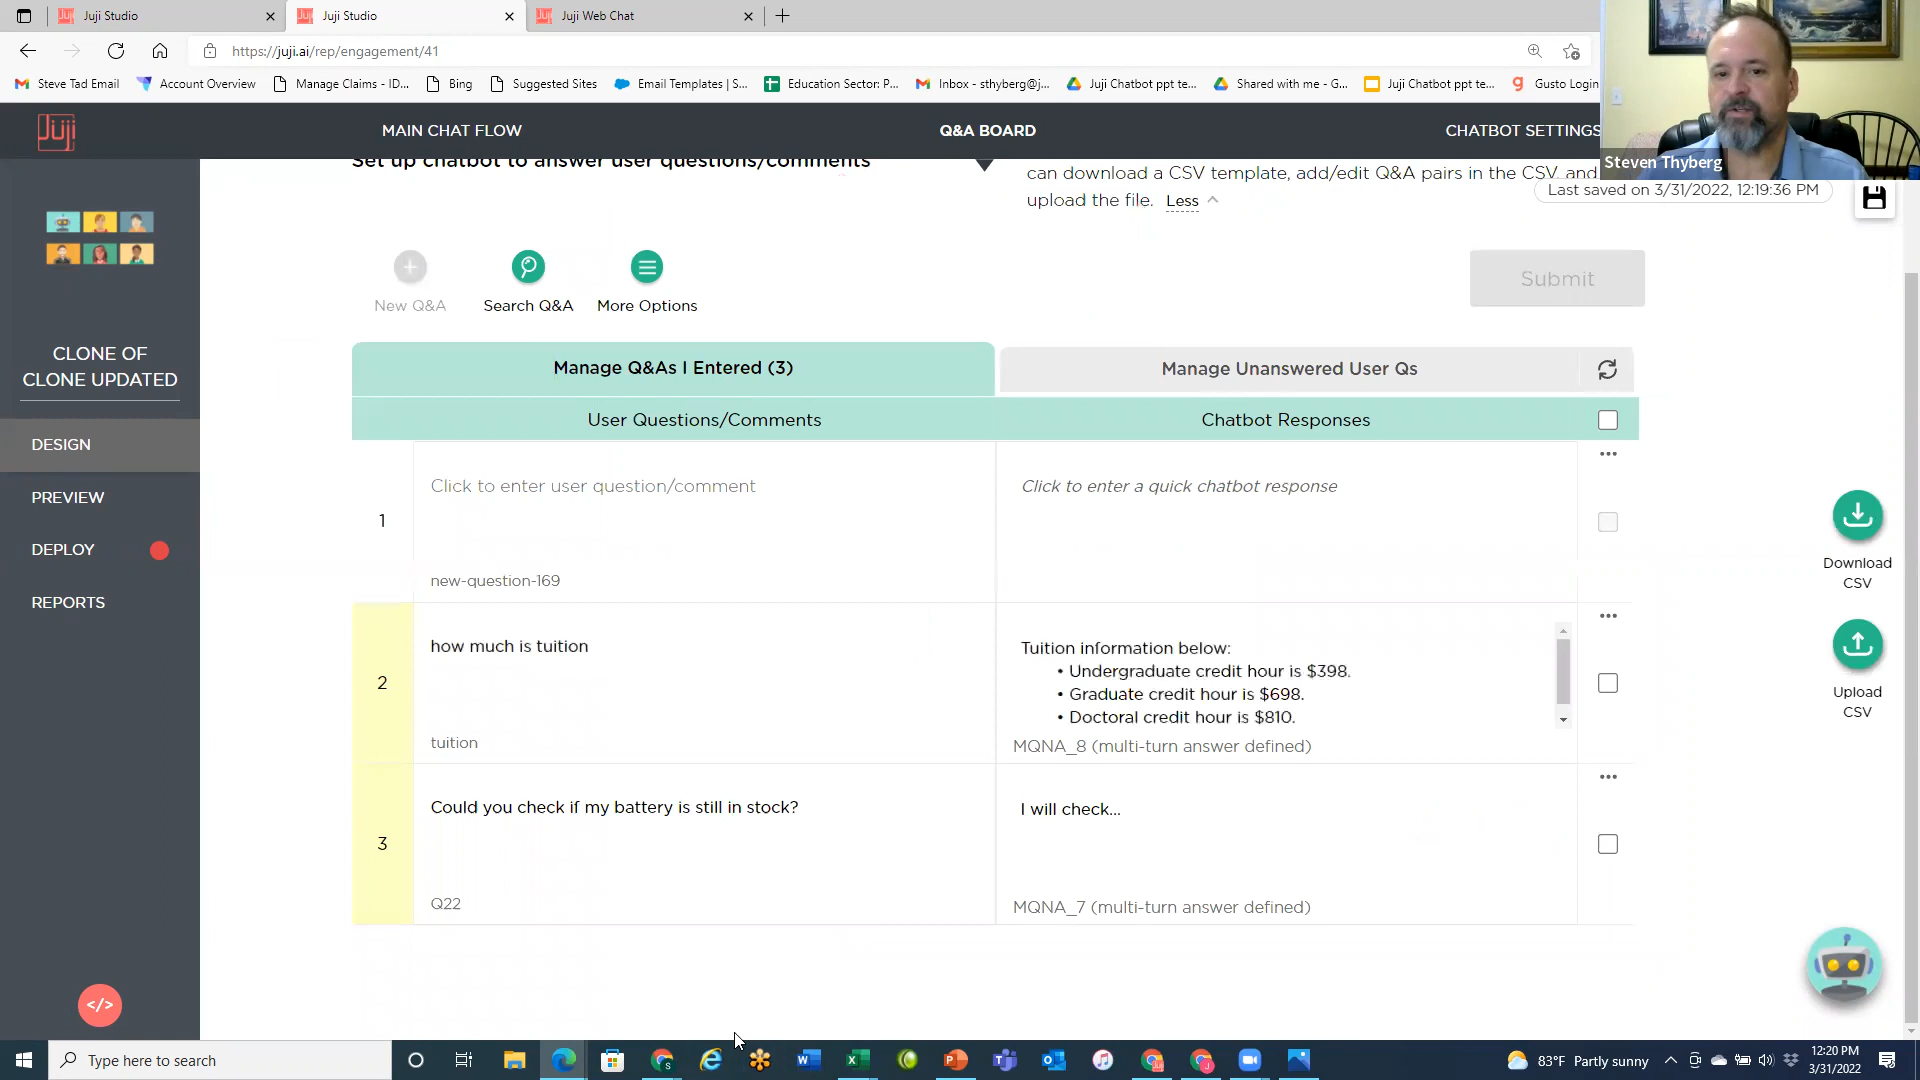 Juji Studio
Juji Studio
Juji Web Chat
https://juji.ai/rep/engagement/41
Steve Tad Email
Account Overview
Manage Claims - ID...
Bing
Suggested Sites
Email Templates | S...
Education Sector: P...
Inbox - sthyberg@j...
Juji Chatbot ppt te...
Shared with me - G...
Juji Chatbot ppt te...
Gusto Login
Juji
MAIN CHAT FLOW
Q&A BOARD
CHATBOT SETTINGS
Steven Thyberg
Set up chatbot to answer user questions/comments
can download a CSV template, add/edit Q&A pairs in the CSV, and
upload the file. Less
Last saved on 3/31/2022, 12:19:36 PM
New Q&A
Search Q&A
More Options
Submit
CLONE OF
CLONE UPDATED
DESIGN
PREVIEW
DEPLOY
REPORTS
</>
Manage Q&As I Entered (3)
Manage Unanswered User Qs
User Questions/Comments
Chatbot Responses
1
Click to enter user question/comment
new-question-169
Click to enter a quick chatbot response
2
how much is tuition
tuition
Tuition information below:
• Undergraduate credit hour is $398.
• Graduate credit hour is $698.
• Doctoral credit hour is $810.
MQNA_8 (multi-turn answer defined)
3
Could you check if my battery is still in stock?
Q22
I will check...
MQNA_7 (multi-turn answer defined)
Download
CSV
Upload
CSV
Type here to search
83°F Partly sunny
12:20 PM
3/31/2022